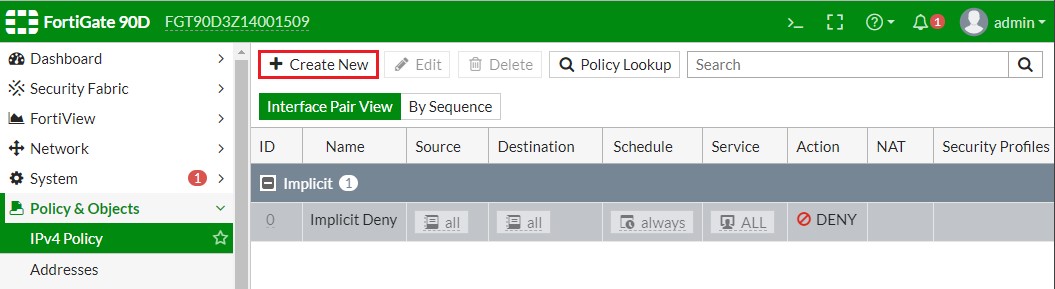 FortiGate 90D FGT90D3Z14001509 >_ ? 1 admin
Dashboard
Security Fabric
FortiView
Network
System 1
Policy & Objects
IPv4 Policy
Addresses
+ Create New Edit Delete Policy Lookup Search
Interface Pair View By Sequence
ID Name Source Destination Schedule Service Action NAT Security Profiles
Implicit 1
0 Implicit Deny all all always ALL DENY